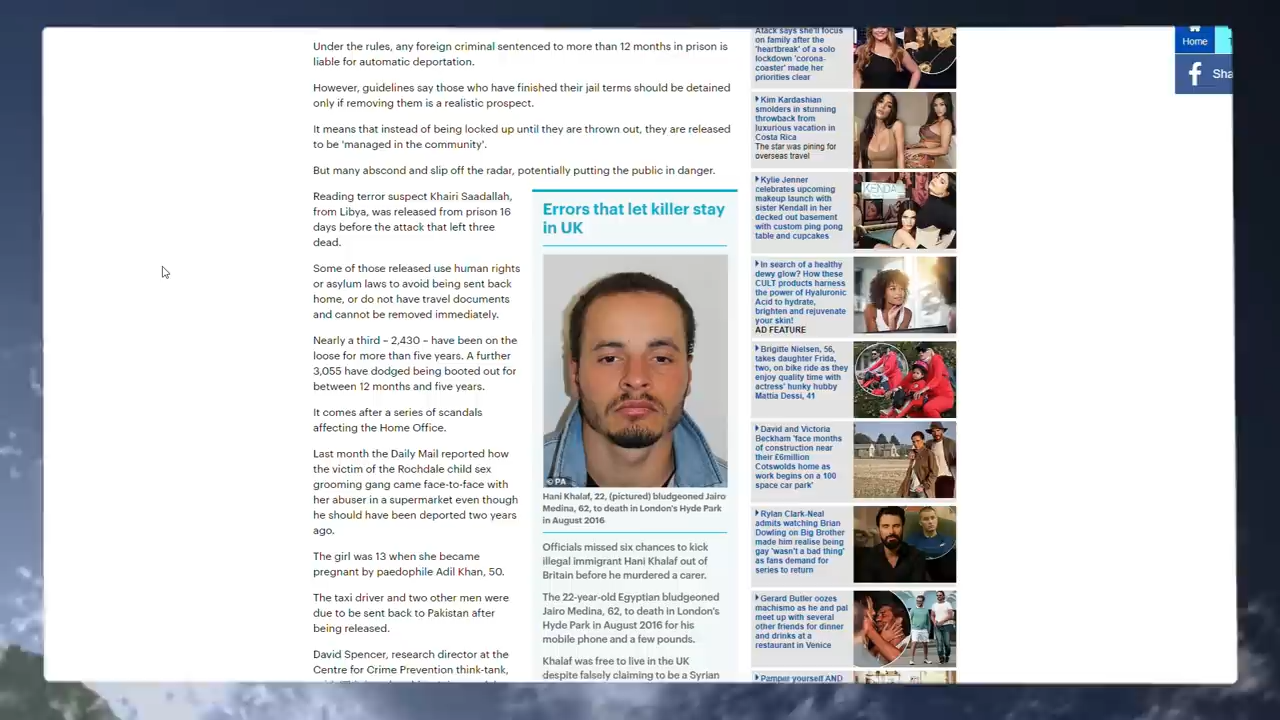 Under the rules, any foreign criminal sentenced to more than 12 months in prison is
liable for automatic deportation.
However, guidelines say those who have finished their jail terms should be detained
only if removing them is a realistic prospect.
It means that instead of being locked up until they are thrown out, they are released
to be 'managed in the community'.
But many abscond and slip off the radar, potentially putting the public in danger.
Reading terror suspect Khairi Saadallah,
from Libya, was released from prison 16
days before the attack that left three
dead.
Some of those released use human rights
or asylum laws to avoid being sent back
home, or do not have travel documents
and cannot be removed immediately.
Nearly a third – 2,430 – have been on the
loose for more than five years. A further
3,055 have dodged being booted out for
between 12 months and five years.
It comes after a series of scandals
affecting the Home Office.
Last month the Daily Mail reported how
the victim of the Rochdale child sex
grooming gang came face-to-face with
her abuser in a supermarket even though
he should have been deported two years
ago.
The girl was 13 when she became
pregnant by paedophile Adil Khan, 50.
The taxi driver and two other men were
due to be sent back to Pakistan after
being released.
David Spencer, research director at the
Centre for Crime Prevention think-tank,
Errors that let killer stay
in UK
© PA
Hani Khalaf, 22, (pictured) bludgeoned Jairo
Medina, 62, to death in London's Hyde Park
in August 2016
Officials missed six chances to kick
illegal immigrant Hani Khalaf out of
Britain before he murdered a carer.
The 22-year-old Egyptian bludgeoned
Jairo Medina, 62, to death in London's
Hyde Park in August 2016 for his
mobile phone and a few pounds.
Khalaf was free to live in the UK
despite falsely claiming to be a Syrian
Atack says she'll focus
on family after the
'heartbreak' of a solo
lockdown 'corona-
coaster' made her
priorities clear
Kim Kardashian
smolders in stunning
throwback from
luxurious vacation in
Costa Rica
The star was pining for
overseas travel
Kylie Jenner
celebrates upcoming
makeup launch with
sister Kendall in her
decked out basement
with custom ping pong
table and cupcakes
KENDALL
In search of a healthy
dewy glow? How these
CULT products harness
the power of Hyaluronic
Acid to hydrate,
brighten and rejuvenate
your skin!
AD FEATURE
Brigitte Nielsen, 56,
takes daughter Frida,
two, on bike ride as they
enjoy quality time with
actress' hunky hubby
Mattia Dessi, 41
David and Victoria
Beckham 'face months
of construction near
their £6million
Cotswolds home as
work begins on a 100
space car park'
Rylan Clark-Neal
admits watching Brian
Dowling on Big Brother
made him realise being
gay 'wasn't a bad thing'
as fans demand for
series to return
Gerard Butler oozes
machismo as he and pal
meet up with several
other friends for dinner
and drinks at a
restaurant in Venice
Pamper yourself AND
Home
Sha